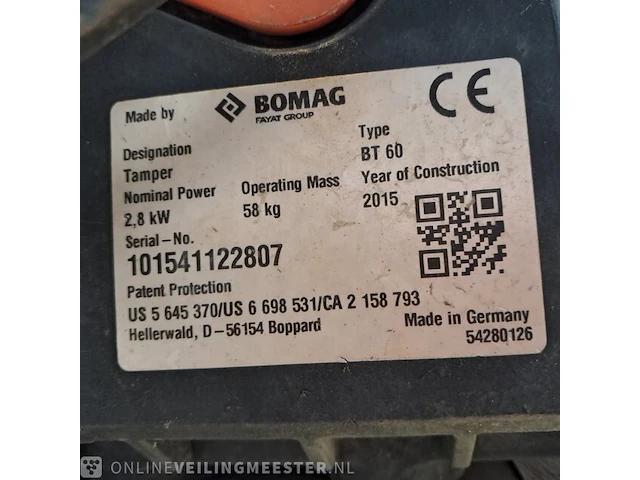 Made by BOMAG CE
FAYAT GROUP
Designation Type
Tamper BT 60
Nominal Power Operating Mass Year of Construction
2,8 kW 58 kg 2015
Serial-No.
101541122807
Patent Protection
US 5 645 370/US 6 698 531/CA 2 158 793
Hellerwald, D-56154 Boppard Made in Germany
54280126
ONLINEVEILINGMEESTER.NL